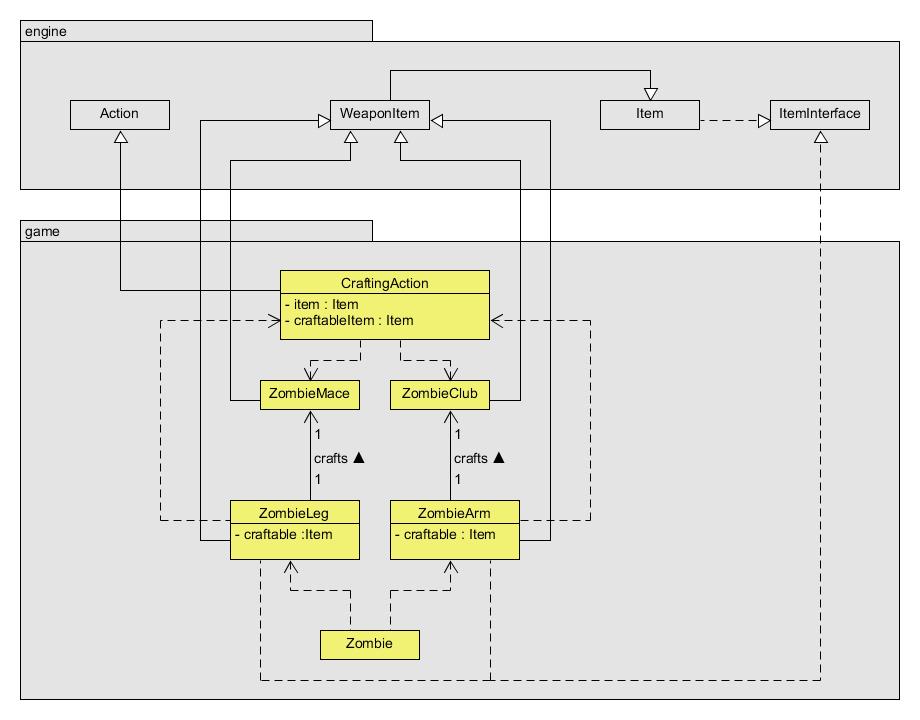 engine
Action
WeaponItem
Item
ItemInterface
game
CraftingAction
- item : Item
- craftableItem : Item
ZombieMace
ZombieClub
1
1
crafts ▲
crafts ▲
1
1
ZombieLeg
ZombieArm
- craftable :Item
- craftable : Item
Zombie